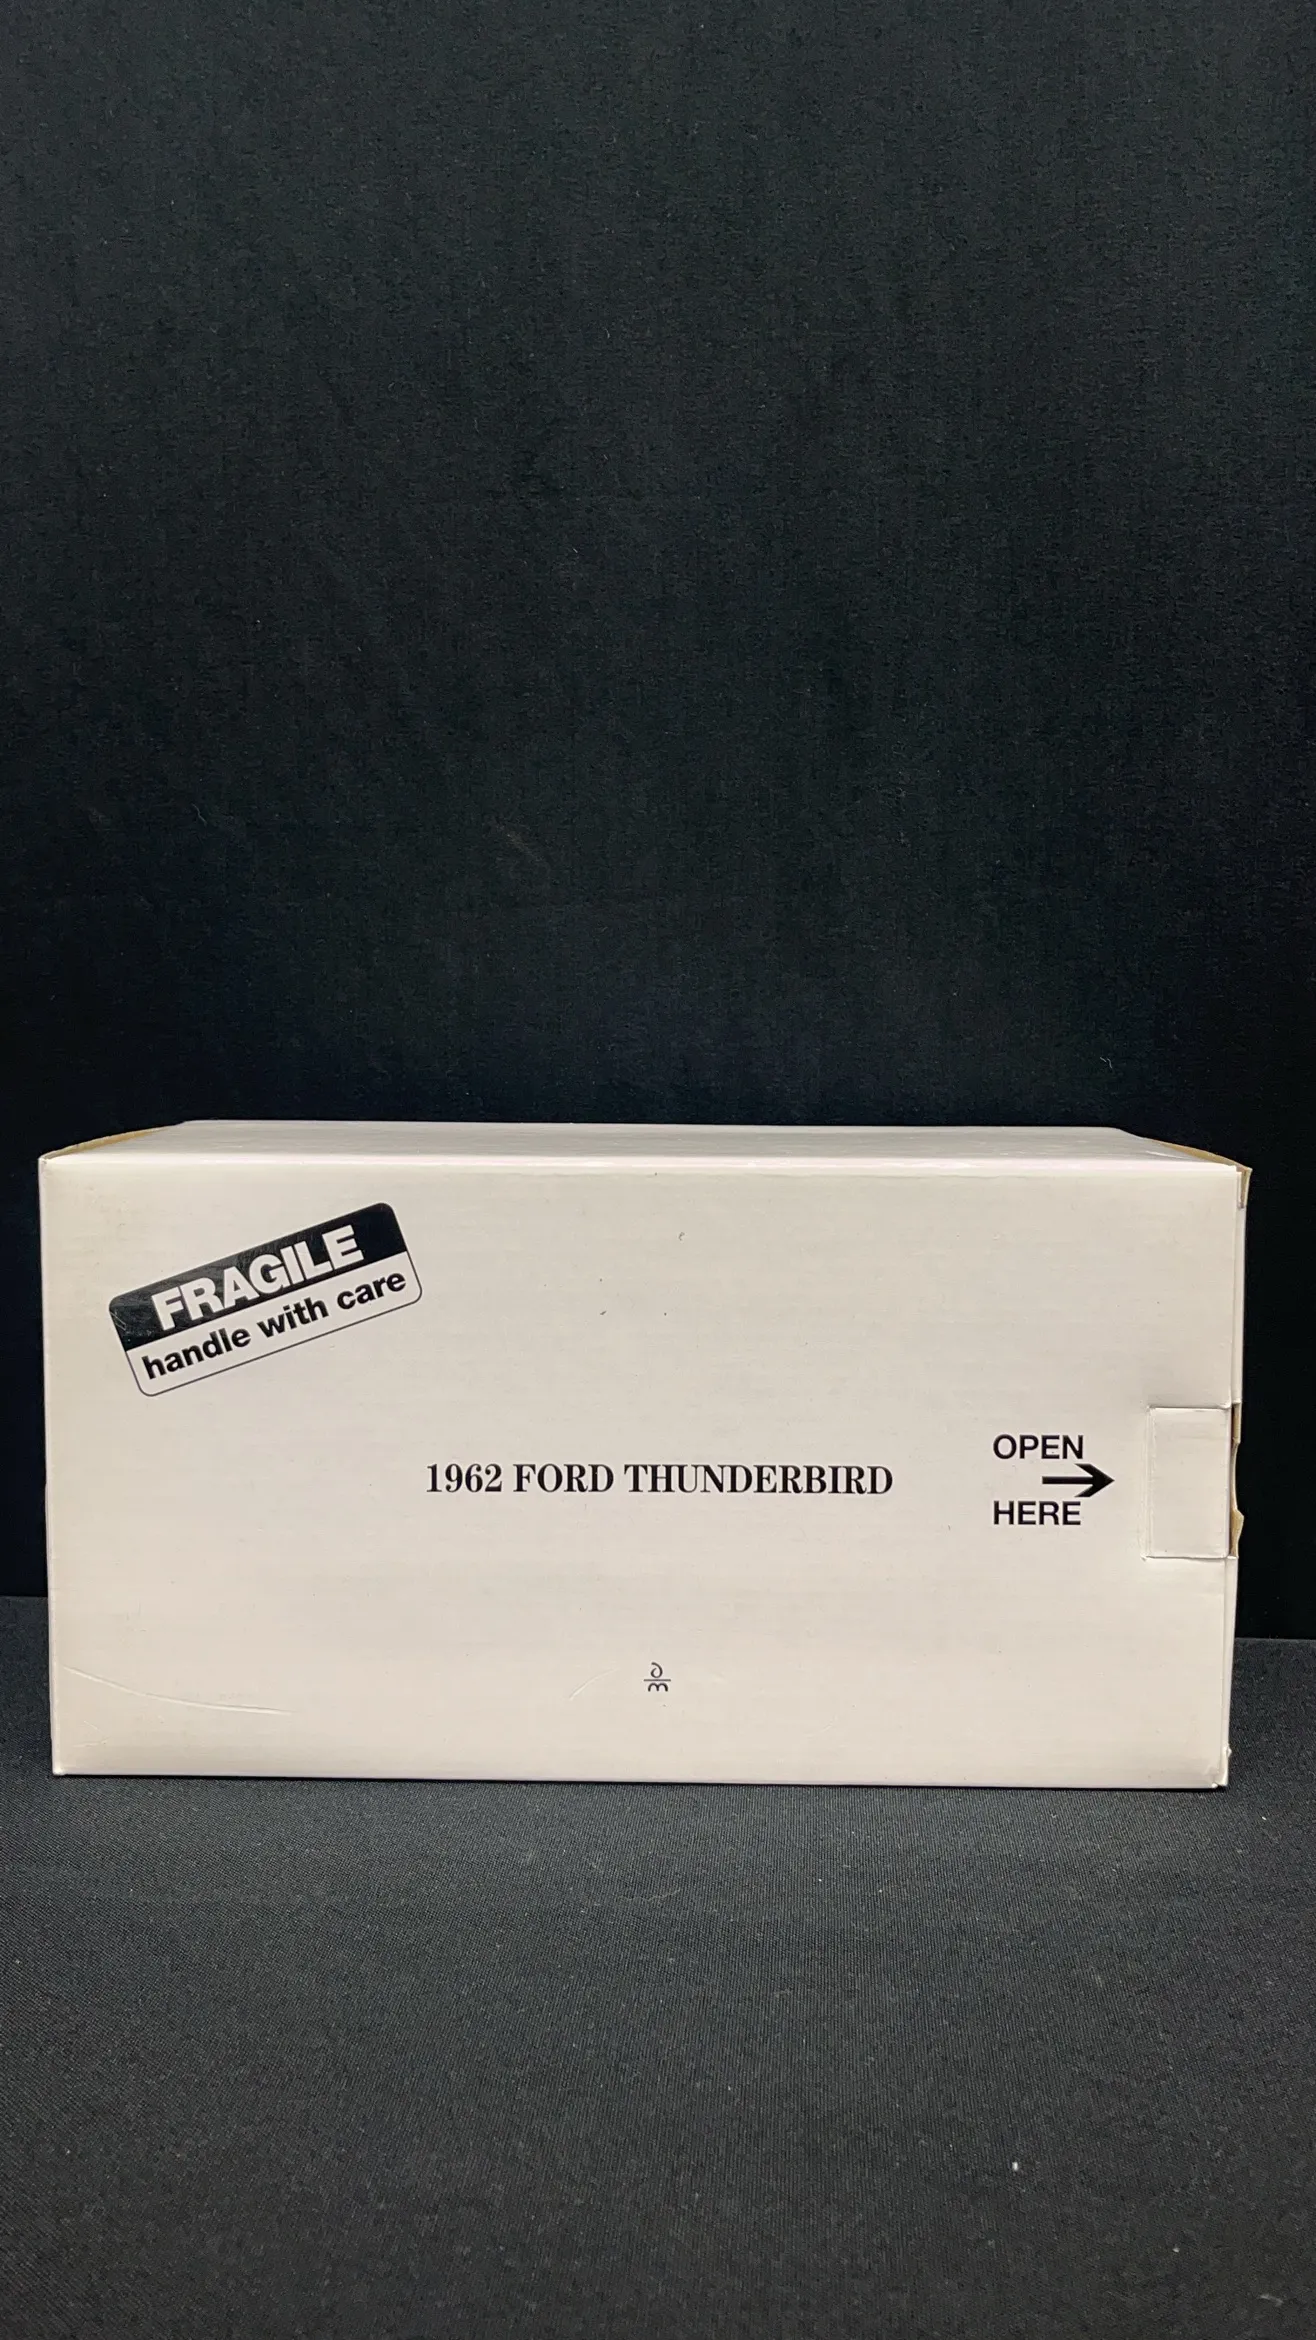 FRAGILE
handle with care
1962 FORD THUNDERBIRD
OPEN
HERE